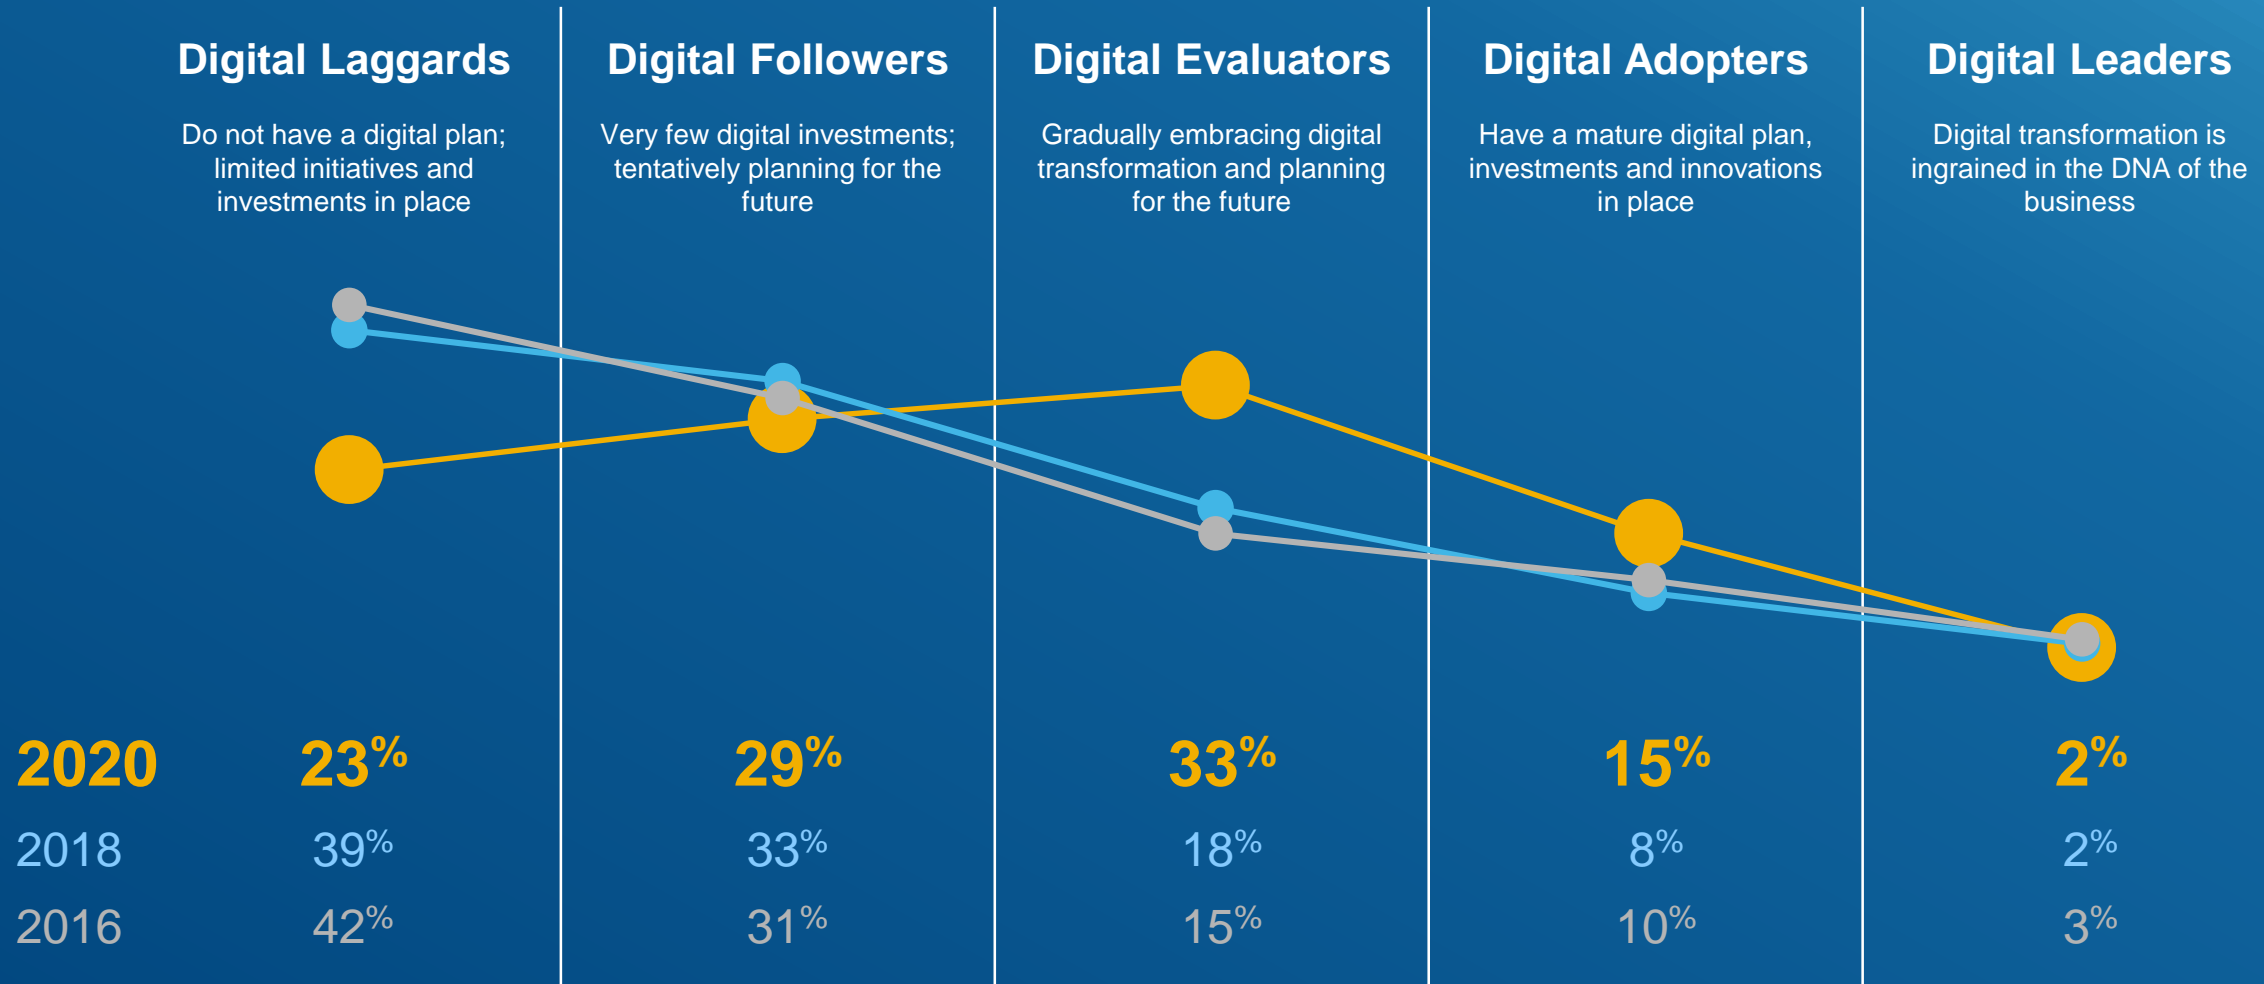 Digital Laggards
Do not have a digital plan;
limited initiatives and
investments in place
Digital Followers
Very few digital investments;
tentatively planning for the
future
Digital Evaluators
Gradually embracing digital
transformation and planning
for the future
Digital Adopters
Have a mature digital plan,
investments and innovations
in place
Digital Leaders
Digital transformation is
ingrained in the DNA of the
business
2020 23% 29% 33% 15% 2%
2018 39% 33% 18% 8% 2%
2016 42% 31% 15% 10% 3%